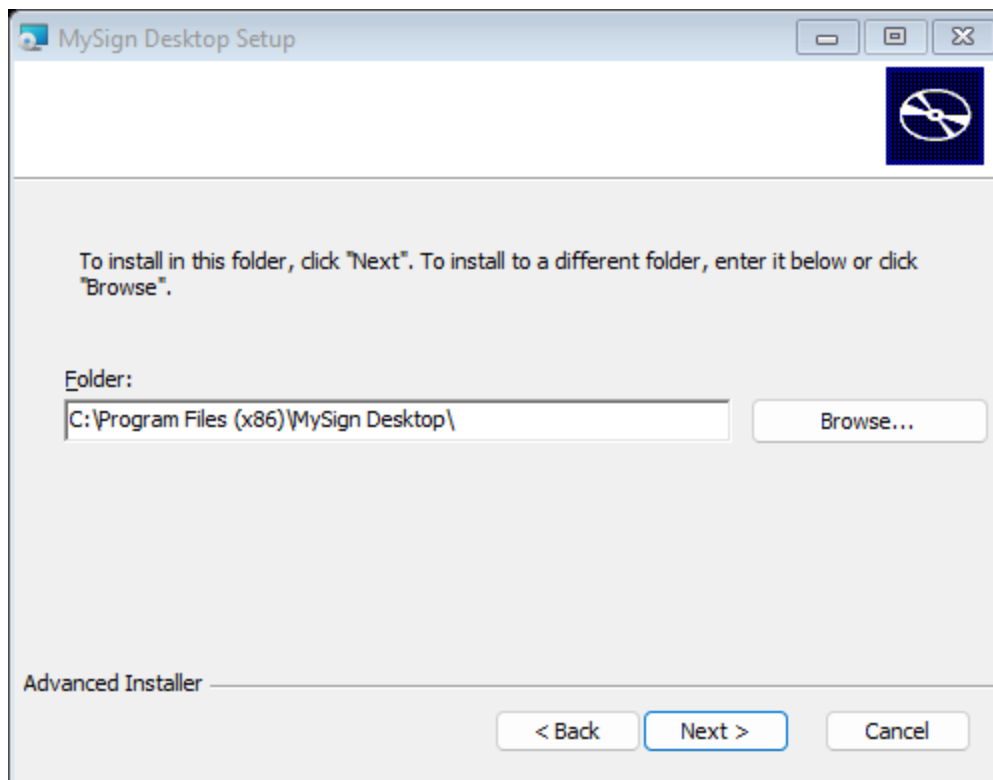 MySign Desktop Setup
To install in this folder, click "Next". To install to a different folder, enter it below or click
"Browse".
Folder:
C:\Program Files (x86)\MySign Desktop\
Browse...
Advanced Installer
< Back
Next >
Cancel